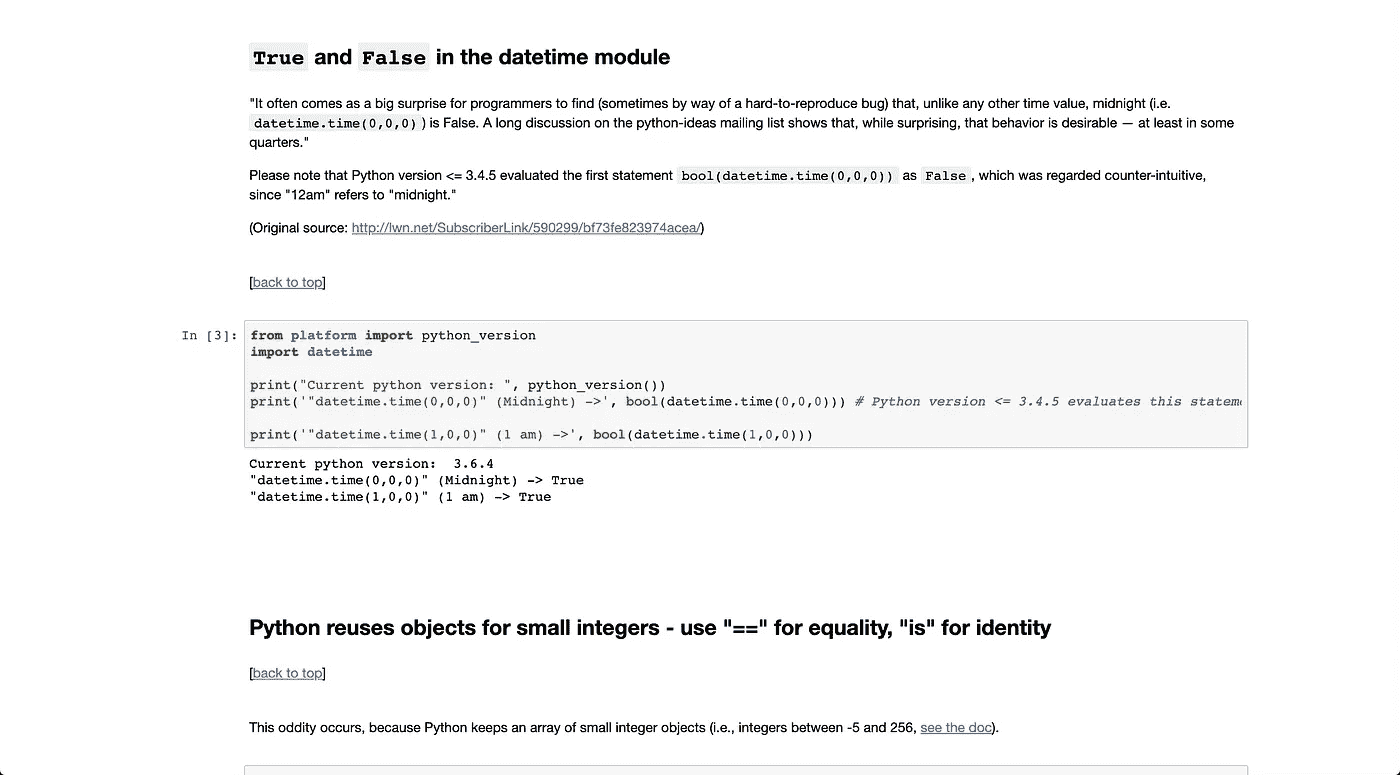 True and False in the datetime module
"It often comes as a big surprise for programmers to find (sometimes by way of a hard-to-reproduce bug) that, unlike any other time value, midnight (i.e.
datetime.time(0,0,0) ) is False. A long discussion on the python-ideas mailing list shows that, while surprising, that behavior is desirable — at least in some
quarters."
Please note that Python version <= 3.4.5 evaluated the first statement bool(datetime.time(0,0,0)) as False , which was regarded counter-intuitive,
since "12am" refers to "midnight."
(Original source: http://lwn.net/SubscriberLink/590299/bf73fe823974acea/)
[back to top]
In [3]: from platform import python_version
import datetime
print("Current python version: ", python_version())
print('"datetime.time(0,0,0)" (Midnight) ->', bool(datetime.time(0,0,0))) # Python version <= 3.4.5 evaluates this
print('"datetime.time(1,0,0)" (1 am) ->', bool(datetime.time(1,0,0)))
Current python version:  3.6.4
"datetime.time(0,0,0)" (Midnight) -> True
"datetime.time(1,0,0)" (1 am) -> True
Python reuses objects for small integers - use "==" for equality, "is" for identity
[back to top]
This oddity occurs, because Python keeps an array of small integer objects (i.e., integers between -5 and 256, see the doc).